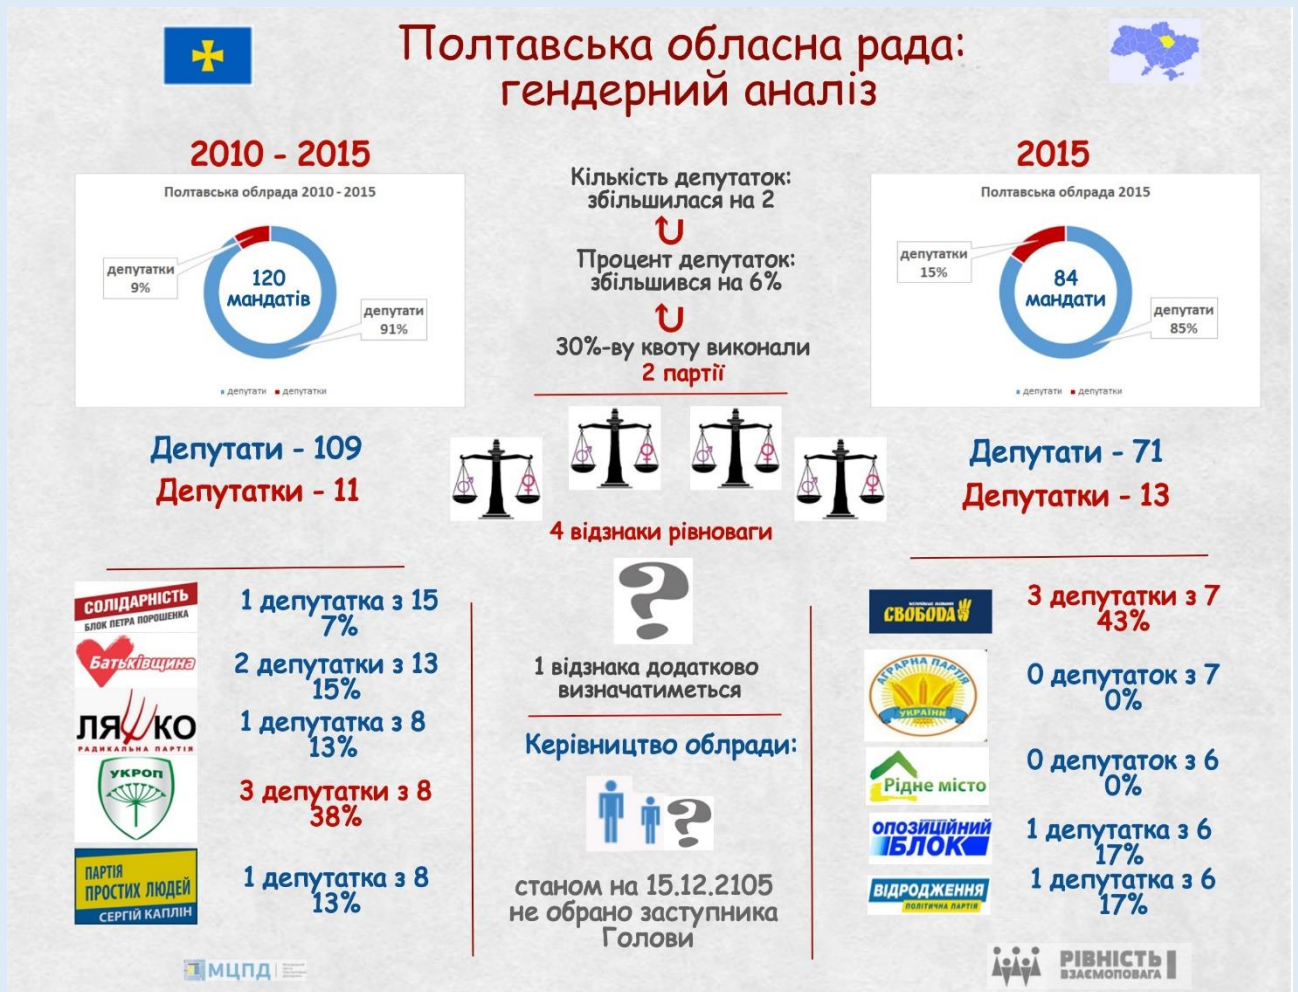 Полтавська обласна рада:
гендерний аналіз
2010 - 2015
Полтавська облрада 2010 - 2015
депутатки
9%
120
мандатів
депутати
91%
депутати депутатки
Депутати - 109
Депутатки - 11
Кількість депутаток:
збільшилася на 2
Процент депутаток:
збільшився на 6%
30%-ву квоту виконали
2 партії
4 відзнаки рівноваги
2015
Полтавська облрада 2015
депутатки
15%
84
мандати
депутати
85%
депутати депутатки
Депутати - 71
Депутатки - 13
СОЛІДАРНІСТЬ
БЛОК ПЕТРА ПОРОШЕНКА
1 депутатка з 15
7%
Батьківщина
2 депутатки з 13
15%
ЛЯШКО
РАДИКАЛЬНА ПАРТІЯ
1 депутатка з 8
13%
УКРОП
3 депутатки з 8
38%
ПАРТІЯ
ПРОСТИХ ЛЮДЕЙ
СЕРГІЙ КАПЛІН
1 депутатка з 8
13%
?
1 відзнака додатково
визначатиметься
Керівництво облради:
?
станом на 15.12.2105
не обрано заступника
Голови
СВОБОДА
3 депутатки з 7
43%
АГРАРНА ПАРТІЯ
УКРАЇНИ
0 депутаток з 7
0%
Рідне місто
0 депутаток з 6
0%
ОПОЗИЦІЙНИЙ
БЛОК
1 депутатка з 6
17%
ВІДРОДЖЕННЯ
ПОЛІТИЧНА ПАРТІЯ
1 депутатка з 6
17%
МЦПД
РІВНІСТЬ
ВЗАЄМОПОВАГА